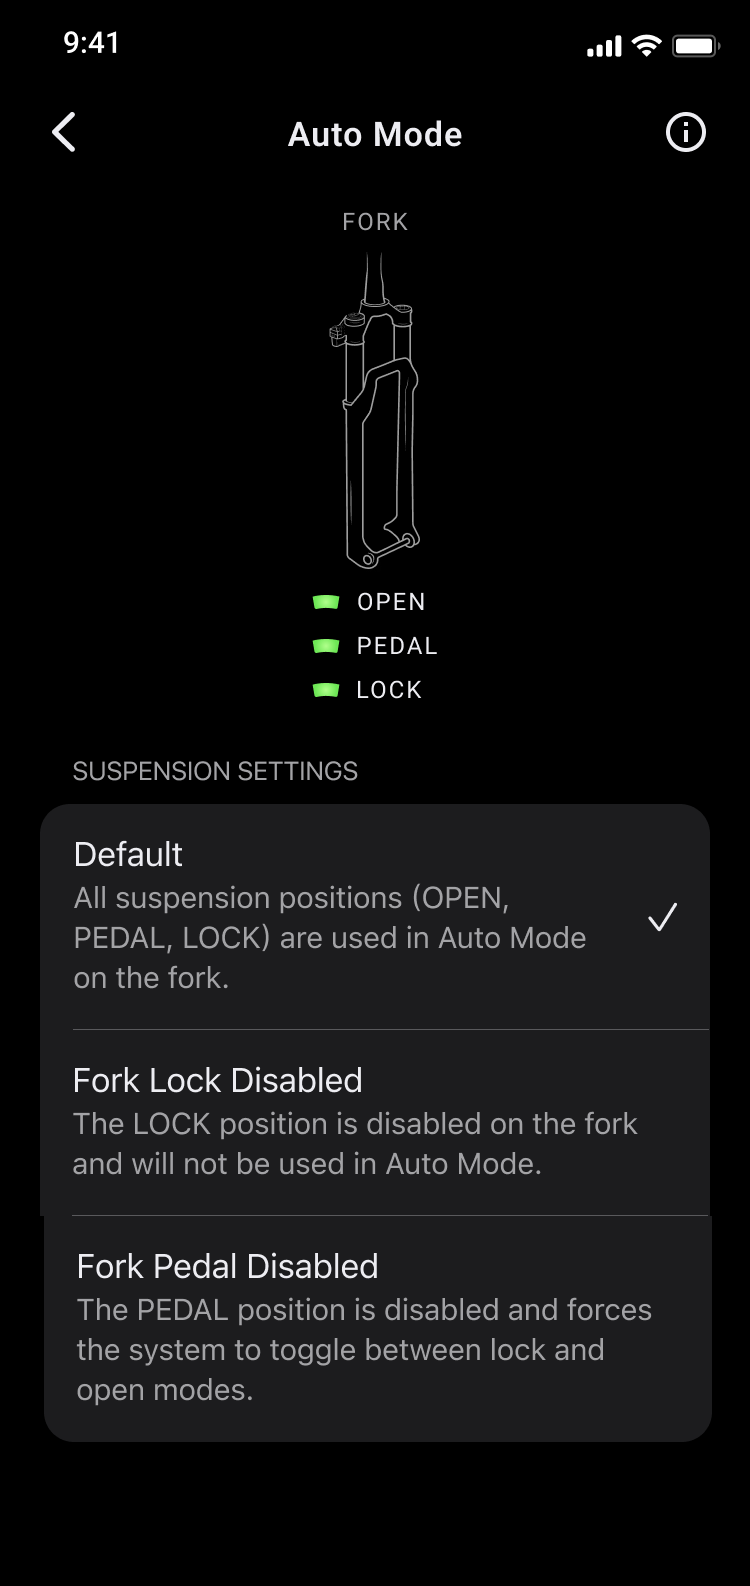 9:41
Auto Mode
FORK
OPEN
PEDAL
LOCK
SUSPENSION SETTINGS
Default
All suspension positions (OPEN,
PEDAL, LOCK) are used in Auto Mode
on the fork.
Fork Lock Disabled
The LOCK position is disabled on the fork
and will not be used in Auto Mode.
Fork Pedal Disabled
The PEDAL position is disabled and forces
the system to toggle between lock and
open modes.